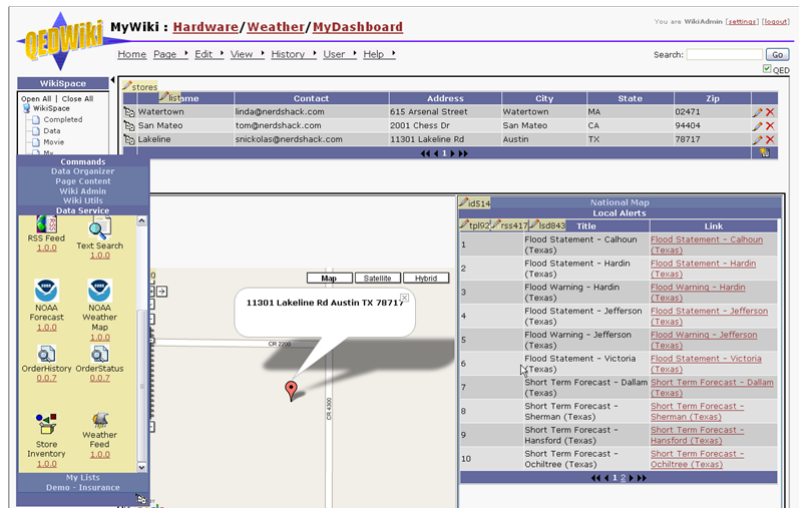 QEDWiki
MyWiki : Hardware/Weather/MyDashboard
You are WikiAdmin [settings] [logout]
Home Page Edit View History User Help
Search: Go
QED
WikiSpace
Open All | Close All
WikiSpace
Completed
Data
Movie
My
stores
list ame Contact Address City State Zip
Watertown linda@nerdshack.com 615 Arsenal Street Watertown MA 02471
San Mateo tom@nerdshack.com 2001 Chess Dr San Mateo CA 94404
Lakeline snickolas@nerdshack.com 11301 Lakeline Rd Austin TX 78717
1
Commands
Data Organizer
Page Content
Wiki Admin
Wiki Utils
Data Service
RSS Feed
1.0.0
Text Search
1.0.0
NOAA
Forecast
1.0.0
NOAA
Weather
Map
1.0.0
OrderHistory
0.0.7
OrderStatus
0.0.7
Store
Inventory
1.0.0
Weather
Feed
1.0.0
My Lists
Demo - Insurance
Map Satellite Hybrid
11301 Lakeline Rd Austin TX 78717
CR 2200
CR 4300
id514 National Map
Local Alerts
tpl92 rss417 lsd843 Title Link
1 Flood Statement - Calhoun (Texas) Flood Statement - Calhoun (Texas)
2 Flood Statement - Hardin (Texas) Flood Statement - Hardin (Texas)
3 Flood Warning - Hardin (Texas) Flood Warning - Hardin (Texas)
4 Flood Statement - Jefferson (Texas) Flood Statement - Jefferson (Texas)
5 Flood Warning - Jefferson (Texas) Flood Warning - Jefferson (Texas)
6 Flood Statement - Victoria (Texas) Flood Statement - Victoria (Texas)
7 Short Term Forecast - Dallam (Texas) Short Term Forecast - Dallam (Texas)
8 Short Term Forecast - Sherman (Texas) Short Term Forecast - Sherman (Texas)
9 Short Term Forecast - Hansford (Texas) Short Term Forecast - Hansford (Texas)
10 Short Term Forecast - Ochiltree (Texas) Short Term Forecast - Ochiltree (Texas)
1 2